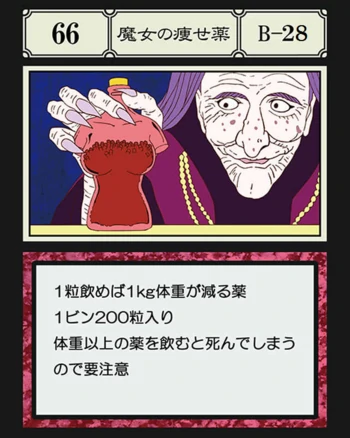 66 魔女の痩せ薬 B-28
1粒飲めば1kg体重が減る薬
1ビン200粒入り
体重以上の薬を飲むと死んでしまう
ので要注意